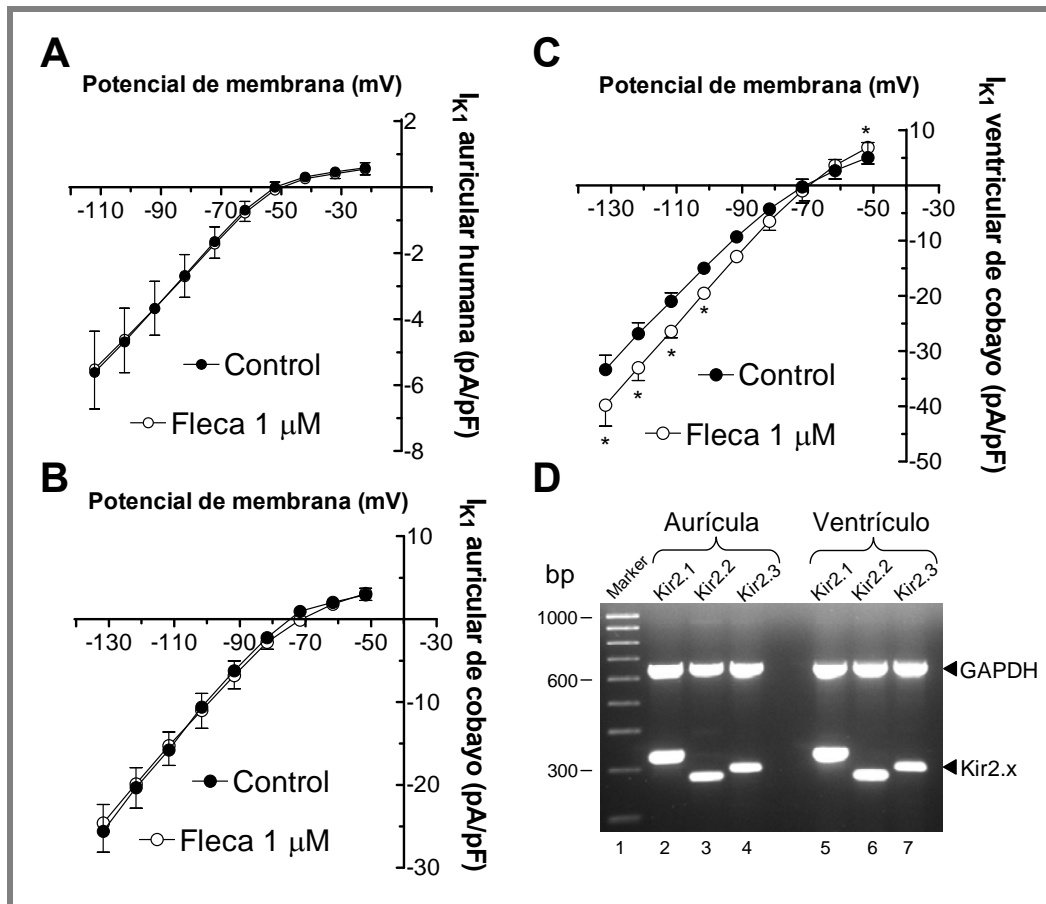 A
Potencial de membrana (mV)
2
-110 -90 -70 -50 -30
-2
-4
-6
-8
I_K1 auricular humana (pA/pF)
Control
Fleca 1 μM
B
Potencial de membrana (mV)
10
-130 -110 -90 -70 -50
-10
-20
-30
I_K1 auricular de cobayo (pA/pF)
Control
Fleca 1 μM
C
Potencial de membrana (mV)
10
-130 -110 -90 -70 -50 -30
-10
-20
-30
-40
-50
I_K1 ventricular de cobayo (pA/pF)
*
*
*
*
*
Control
Fleca 1 μM
D
Aurícula Ventrículo
bp Marker Kir2.1 Kir2.2 Kir2.3 Kir2.1 Kir2.2 Kir2.3
1000
600
300
GAPDH
Kir2.x
1 2 3 4 5 6 7